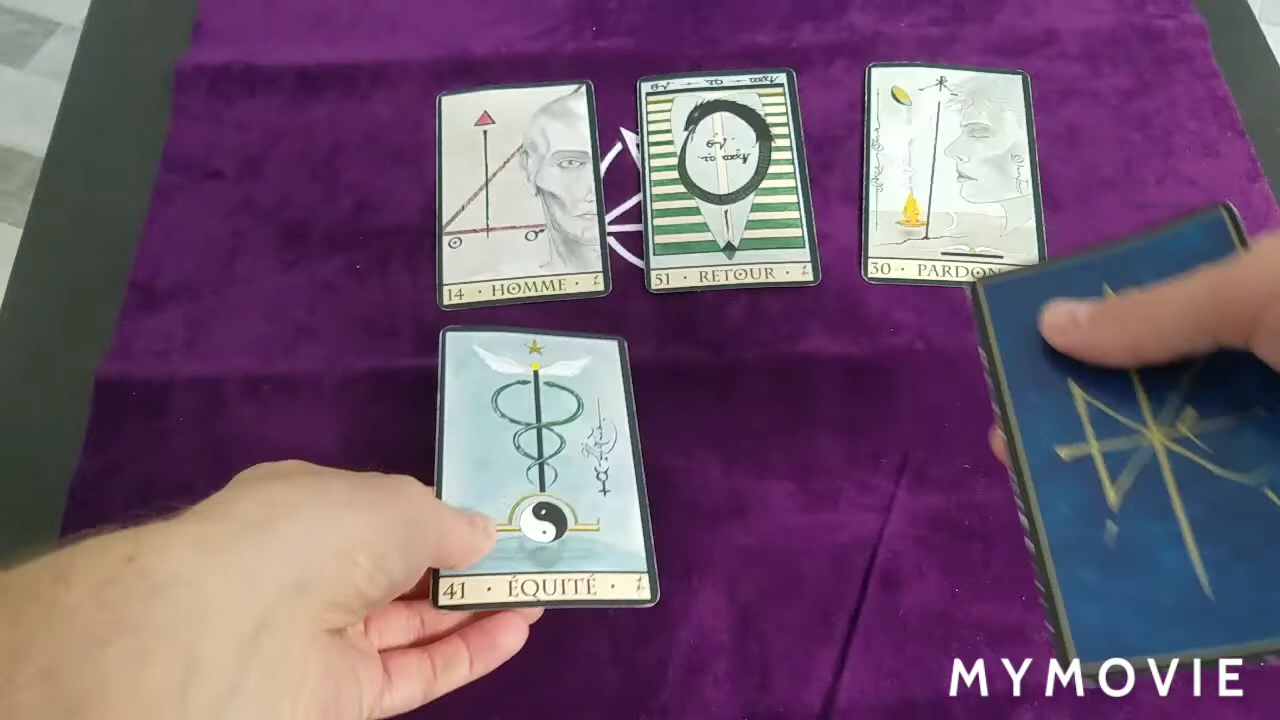 14 · HOMME ·
51 · RETOUR ·
30 · PARDON
41 · ÉQUITÉ ·
MYMOVIE